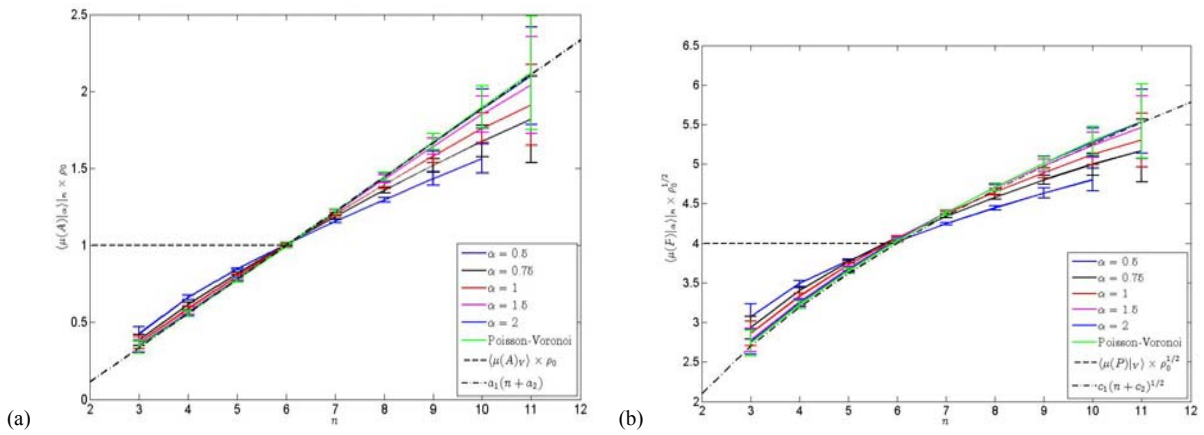 (a)
2.5
2
1.5
1
0.5
0
⟨μ(A)|α⟩|n × ρ0
2 3 4 5 6 7 8 9 10 11 12
n
α = 0.5
α = 0.75
α = 1
α = 1.5
α = 2
Poisson-Voronoi
⟨μ(A)V⟩ × ρ0
a1(n + a2)
(b)
6.5
6
5.5
5
4.5
4
3.5
3
2.5
2
⟨μ(P)|α⟩|n × ρ0^1/2
2 3 4 5 6 7 8 9 10 11 12
n
α = 0.5
α = 0.75
α = 1
α = 1.5
α = 2
Poisson-Voronoi
⟨μ(P)|V⟩ × ρ0^1/2
c1(n + c2)^1/2